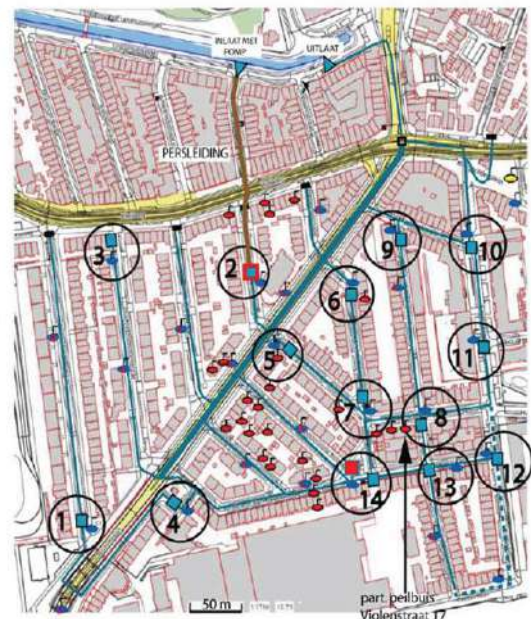 INLAAT MET
POMP
UITLAAT
PERSLEIDING
3
2
9
10
6
5
11
7
8
1
4
14
13
12
50 m
part. peilbuis
Violenstraat 17